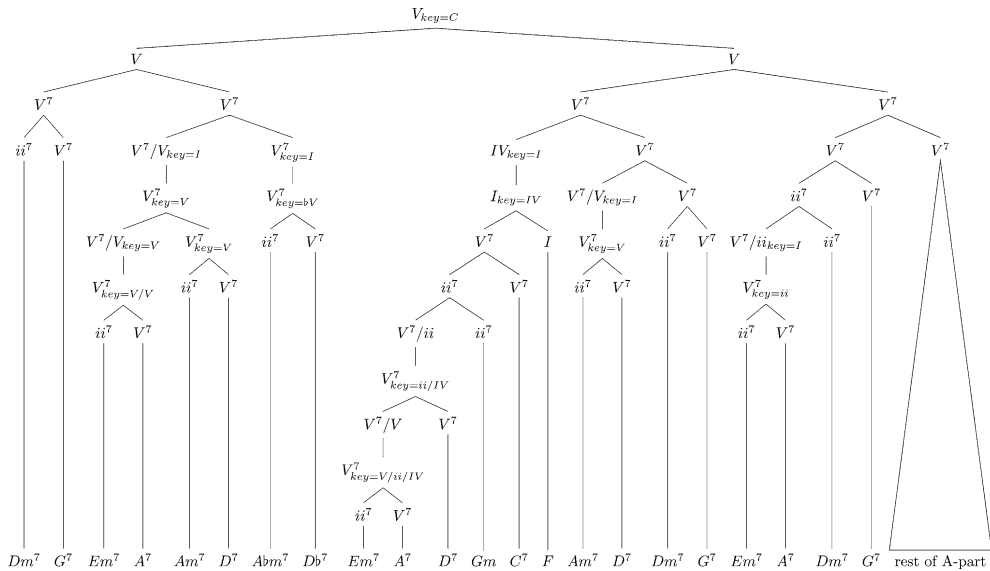 V_{key=C}
V V
V^7 V^7 V^7 V^7
ii^7 V^7 V^7/V_{key=I} V^7_{key=I} IV_{key=I} V^7 V^7 V^7
V^7_{key=V} V^7_{key=♭V} I_{key=IV} V^7/V_{key=I} V^7 ii^7 V^7
V^7/V_{key=V} V^7_{key=V} ii^7 V^7 V^7 I V^7_{key=V} ii^7 V^7 V^7/ii_{key=I} ii^7
V^7_{key=V/V} ii^7 V^7 ii^7 V^7 ii^7 V^7 V^7_{key=ii}
ii^7 V^7 V^7/ii ii^7 ii^7 V^7
V^7_{key=ii/IV}
V^7/V V^7
V^7_{key=V/ii/IV}
ii^7 V^7
Dm^7 G^7 Em^7 A^7 Am^7 D^7 A♭m^7 D♭^7 Em^7 A^7 D^7 Gm C^7 F Am^7 D^7 Dm^7 G^7 Em^7 A^7 Dm^7 G^7 rest of A-part